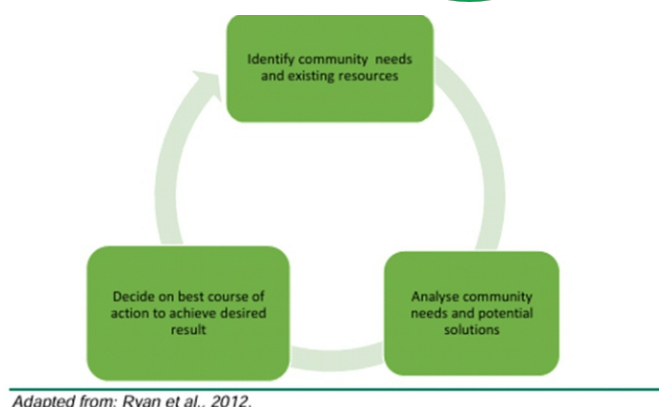 Identify community needs
and existing resources
Decide on best course of
action to achieve desired
result
Analyse community
needs and potential
solutions
Adapted from: Ryan et al., 2012.